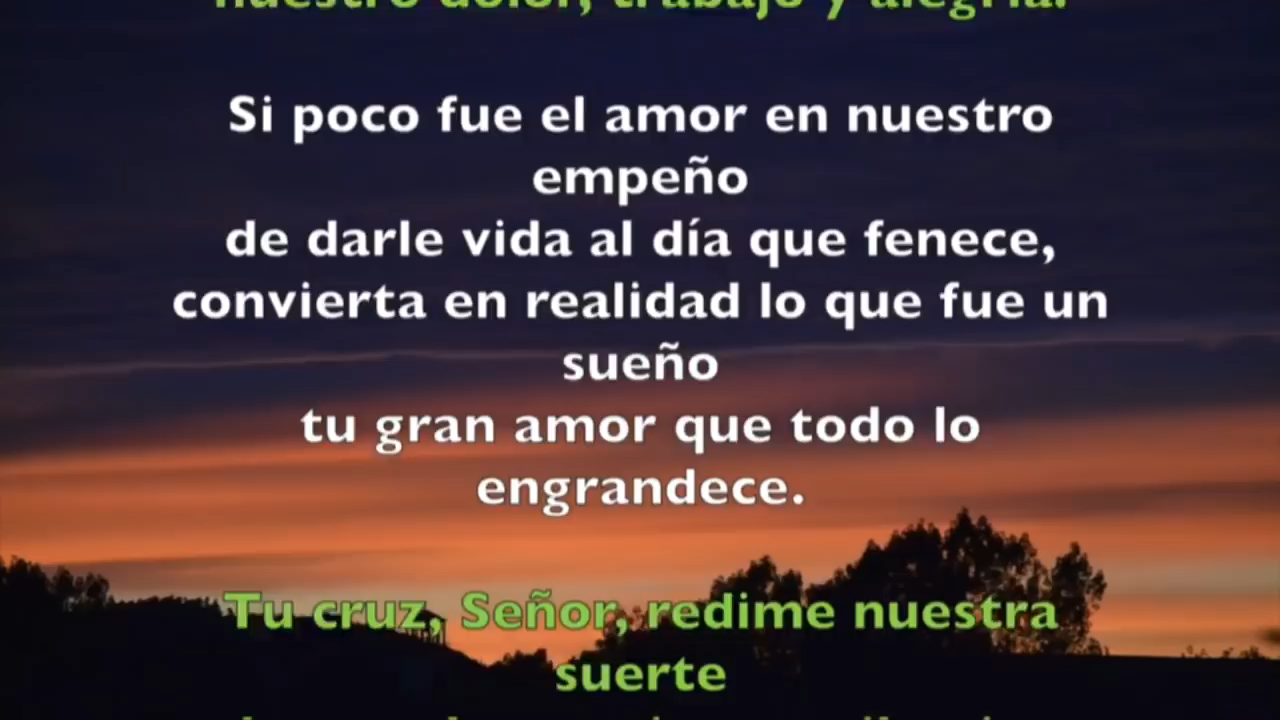 nuestro dolor, trabajo y alegría.
Si poco fue el amor en nuestro
empeño
de darle vida al día que fenece,
convierta en realidad lo que fue un
sueño
tu gran amor que todo lo
engrandece.
Tu cruz, Señor, redime nuestra
suerte